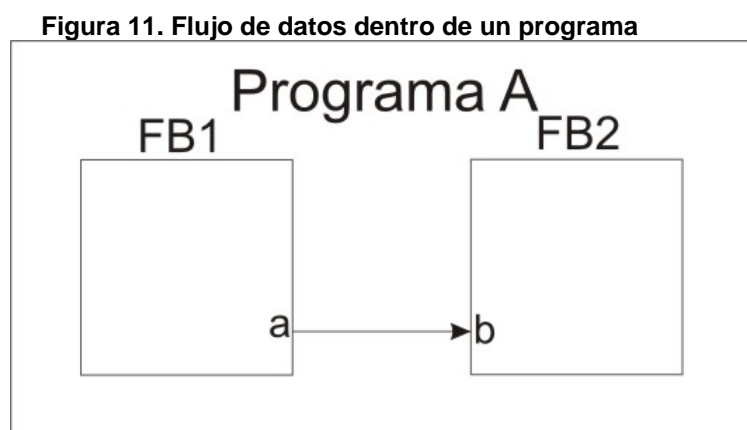 Figura 11. Flujo de datos dentro de un programa
Programa A
FB1
FB2
a
b